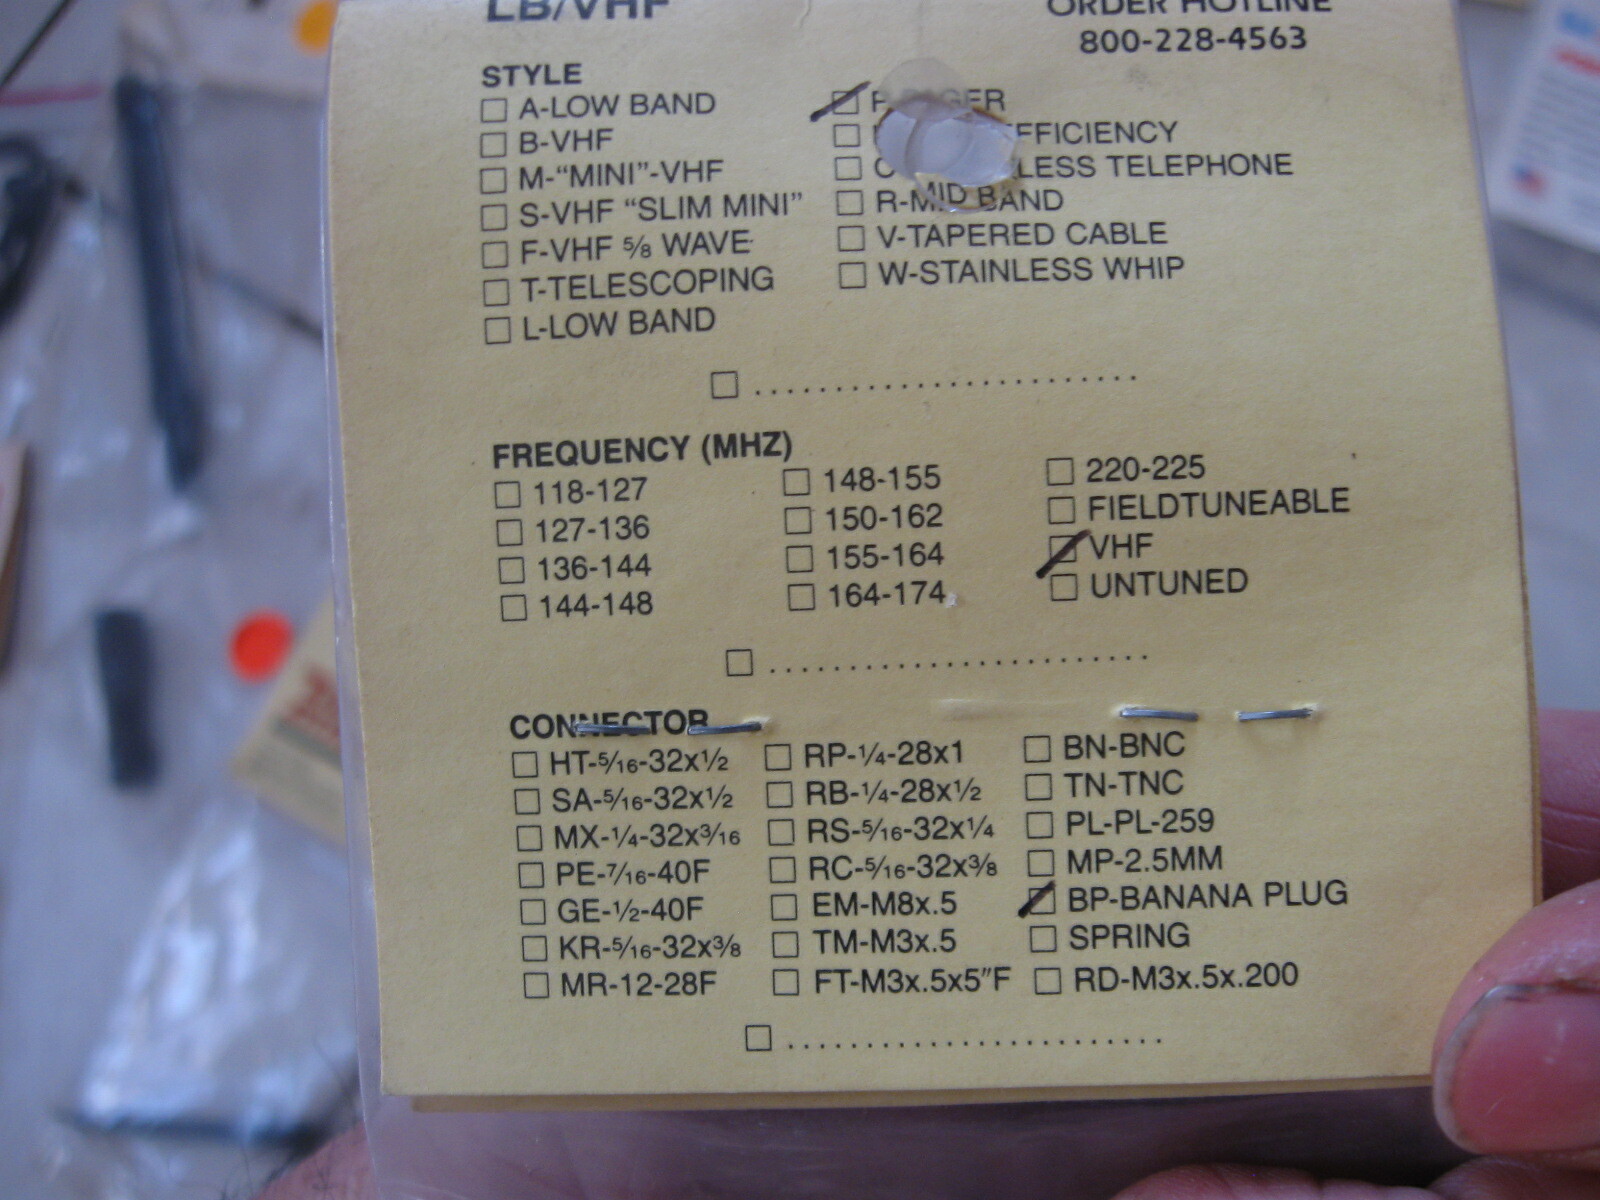 LB/VHF
ORDER HOTLINE
800-228-4563
STYLE
☐ A-LOW BAND
☐ B-VHF
☐ M-“MINI”-VHF
☐ S-VHF “SLIM MINI”
☐ F-VHF 5/8 WAVE
☐ T-TELESCOPING
☐ L-LOW BAND
☑ P-PAGER
☐ EFFICIENCY
☐ C LESS TELEPHONE
☐ R-MID BAND
☐ V-TAPERED CABLE
☐ W-STAINLESS WHIP
☐ ........................
FREQUENCY (MHZ)
☐ 118-127
☐ 127-136
☐ 136-144
☐ 144-148
☐ 148-155
☐ 150-162
☐ 155-164
☐ 164-174
☐ 220-225
☐ FIELDTUNEABLE
☑ VHF
☐ UNTUNED
☐ ........................
CONNECTOR
☐ HT-5/16-32x1/2
☐ SA-5/16-32x1/2
☐ MX-1/4-32x3/16
☐ PE-7/16-40F
☐ GE-1/2-40F
☐ KR-5/16-32x3/8
☐ MR-12-28F
☐ RP-1/4-28x1
☐ RB-1/4-28x1/2
☐ RS-5/16-32x1/4
☐ RC-5/16-32x3/8
☐ EM-M8x.5
☐ TM-M3x.5
☐ FT-M3x.5x5″F
☐ BN-BNC
☐ TN-TNC
☐ PL-PL-259
☐ MP-2.5MM
☑ BP-BANANA PLUG
☐ SPRING
☐ RD-M3x.5x.200
☐ ........................